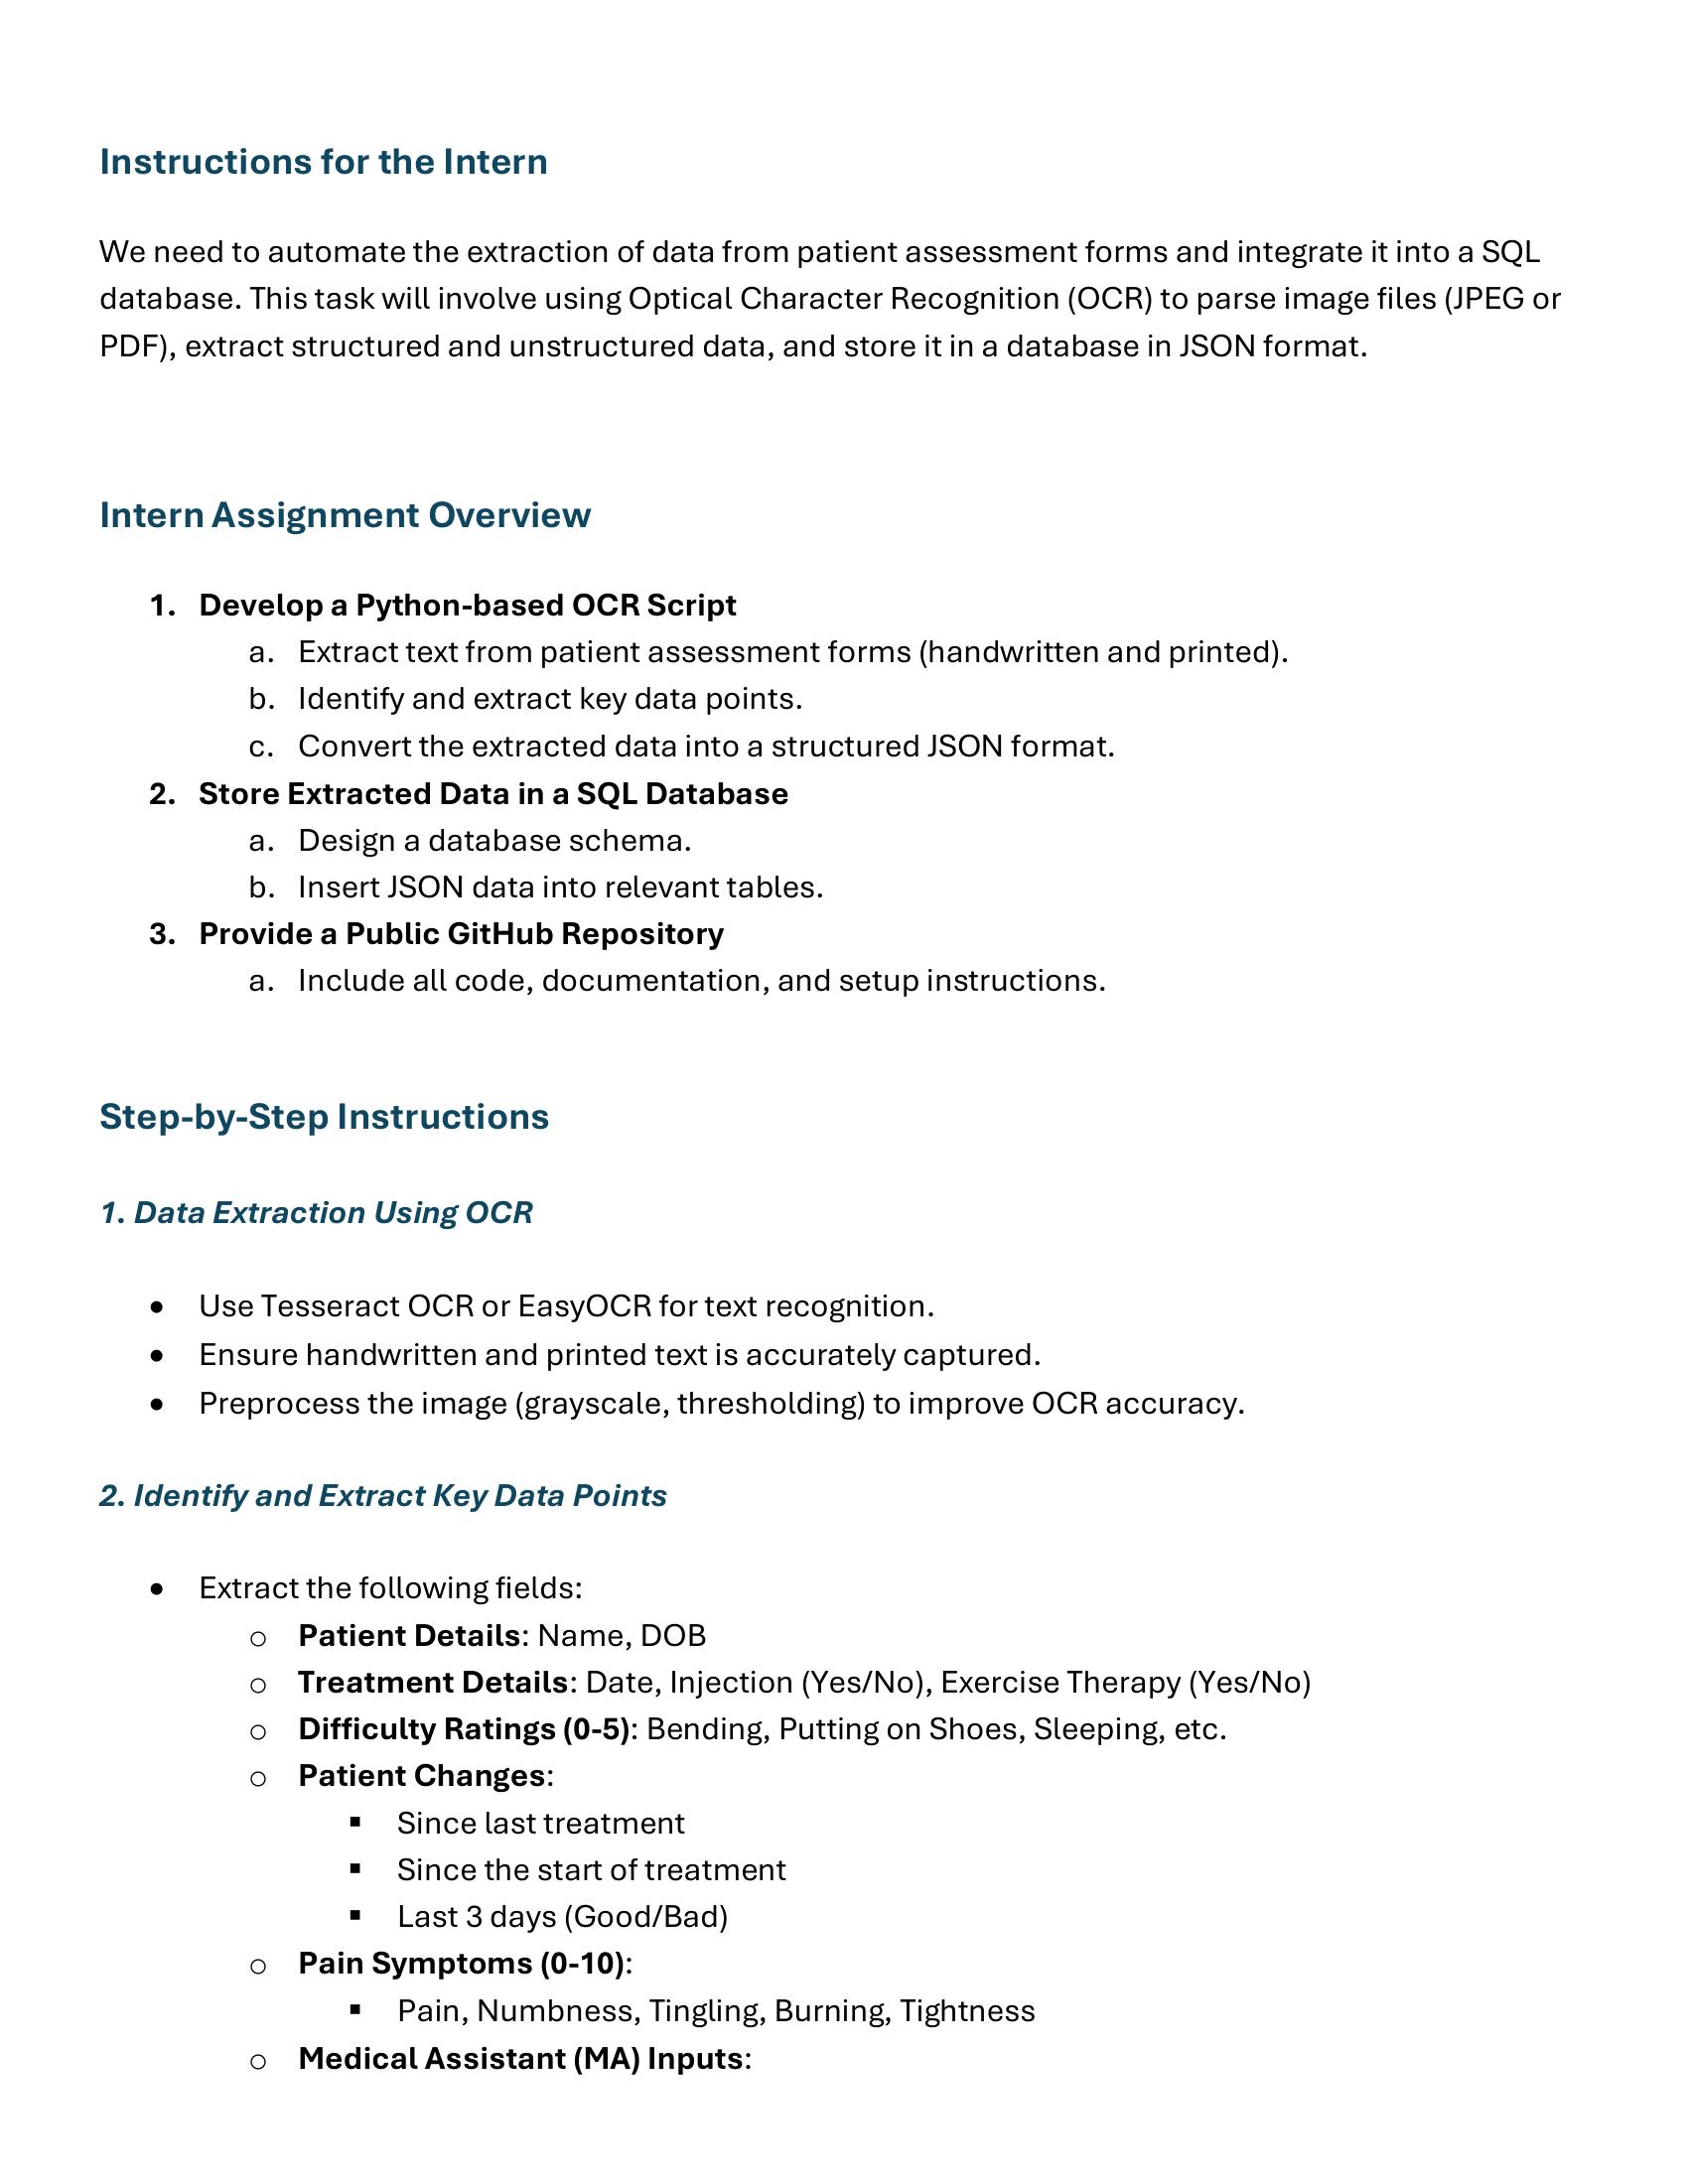 Instructions for the Intern
We need to automate the extraction of data from patient assessment forms and integrate it into a SQL
database. This task will involve using Optical Character Recognition (OCR) to parse image files (JPEG or
PDF), extract structured and unstructured data, and store it in a database in JSON format.
Intern Assignment Overview
1. Develop a Python-based OCR Script
a. Extract text from patient assessment forms (handwritten and printed).
b. Identify and extract key data points.
c. Convert the extracted data into a structured JSON format.
2. Store Extracted Data in a SQL Database
a. Design a database schema.
b. Insert JSON data into relevant tables.
3. Provide a Public GitHub Repository
a. Include all code, documentation, and setup instructions.
Step-by-Step Instructions
1. Data Extraction Using OCR
• Use Tesseract OCR or EasyOCR for text recognition.
• Ensure handwritten and printed text is accurately captured.
• Preprocess the image (grayscale, thresholding) to improve OCR accuracy.
2. Identify and Extract Key Data Points
• Extract the following fields:
o Patient Details: Name, DOB
o Treatment Details: Date, Injection (Yes/No), Exercise Therapy (Yes/No)
o Difficulty Ratings (0-5): Bending, Putting on Shoes, Sleeping, etc.
o Patient Changes:
▪ Since last treatment
▪ Since the start of treatment
▪ Last 3 days (Good/Bad)
o Pain Symptoms (0-10):
▪ Pain, Numbness, Tingling, Burning, Tightness
o Medical Assistant (MA) Inputs: